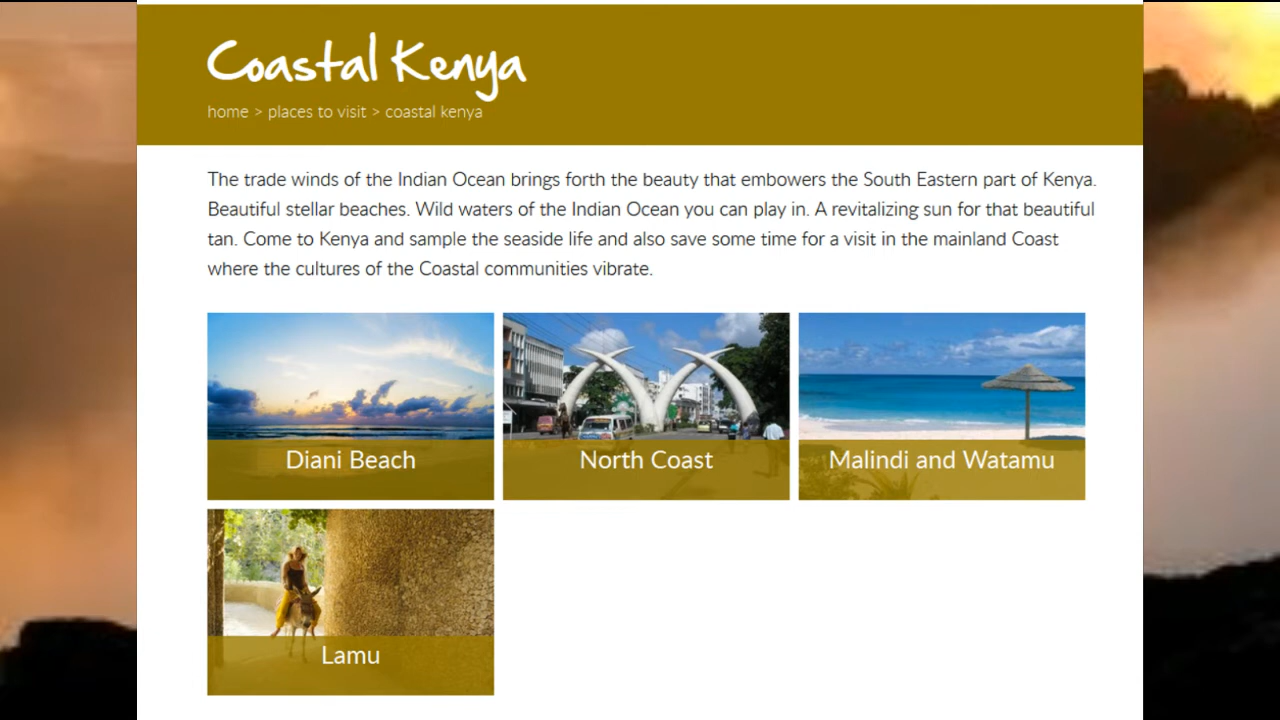 Coastal Kenya
home > places to visit > coastal kenya
The trade winds of the Indian Ocean brings forth the beauty that embowers the South Eastern part of Kenya.
Beautiful stellar beaches. Wild waters of the Indian Ocean you can play in. A revitalizing sun for that beautiful
tan. Come to Kenya and sample the seaside life and also save some time for a visit in the mainland Coast
where the cultures of the Coastal communities vibrate.
Diani Beach
North Coast
Malindi and Watamu
Lamu